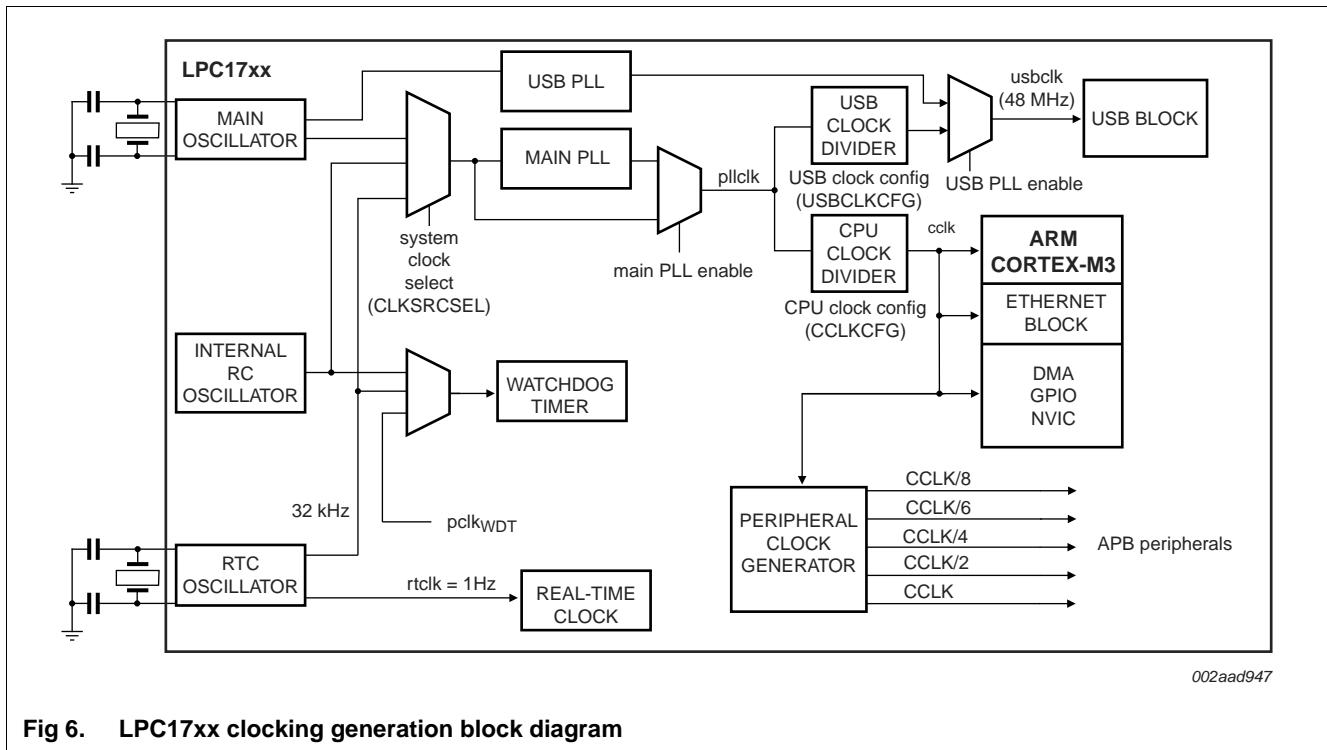 LPC17xx
MAIN
OSCILLATOR
USB PLL
MAIN PLL
system
clock
select
(CLKSRCSEL)
main PLL enable
pllclk
USB
CLOCK
DIVIDER
USB clock config
(USBCLKCFG)
USB PLL enable
usbclk
(48 MHz)
USB BLOCK
CPU
CLOCK
DIVIDER
CPU clock config
(CCLKCFG)
cclk
ARM
CORTEX-M3
ETHERNET
BLOCK
DMA
GPIO
NVIC
INTERNAL
RC
OSCILLATOR
WATCHDOG
TIMER
32 kHz
pclkWDT
RTC
OSCILLATOR
rtclk = 1Hz
REAL-TIME
CLOCK
PERIPHERAL
CLOCK
GENERATOR
CCLK/8
CCLK/6
CCLK/4
CCLK/2
CCLK
APB peripherals
002aad947
Fig 6. LPC17xx clocking generation block diagram